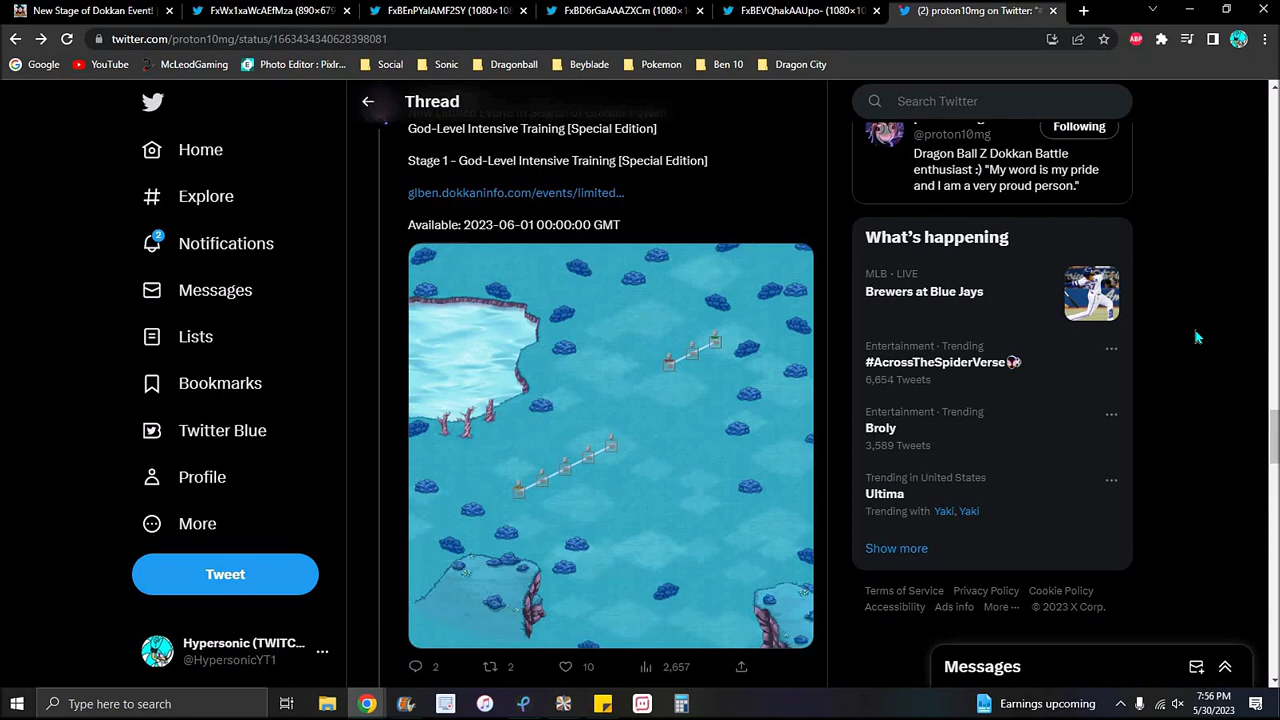 New Stage of Dokkan Event!
FxWx1xaWcAEfMza (890×679
FxBEnPYaIAMF2SY (1080×1
FxBD6rGaAAAZXCm (1080×1
FxBEVQhakAAUpo- (1080×10
(2) proton10mg on Twitter: "
twitter.com/proton10mg/status/1663434340628398081
ABP
Google
YouTube
McLeodGaming
Photo Editor : Pixlr...
Social
Sonic
Dragonball
Beyblade
Pokemon
Ben 10
Dragon City
Home
Explore
2
Notifications
Messages
Lists
Bookmarks
Twitter Blue
Profile
More
Tweet
Hypersonic (TWITC...
@HypersonicYT1
Thread
God-Level Intensive Training [Special Edition]
Stage 1 - God-Level Intensive Training [Special Edition]
glben.dokkaninfo.com/events/limited...
Available: 2023-06-01 00:00:00 GMT
2
2
10
2,657
Search Twitter
@proton10mg
Following
Dragon Ball Z Dokkan Battle
enthusiast :) "My word is my pride
and I am a very proud person."
What's happening
MLB · LIVE
Brewers at Blue Jays
Entertainment · Trending
#AcrossTheSpiderVerse
6,654 Tweets
Entertainment · Trending
Broly
3,589 Tweets
Trending in United States
Ultima
Trending with Yaki, Yaki
Show more
Terms of Service Privacy Policy Cookie Policy
Accessibility Ads info More ··· © 2023 X Corp.
Messages
Type here to search
Earnings upcoming
7:56 PM
5/30/2023